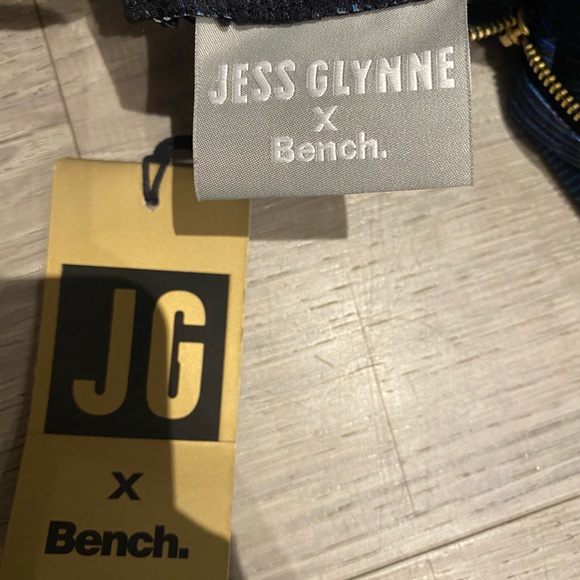 JESS GLYNNE
X
Bench.
JG
X
Bench.